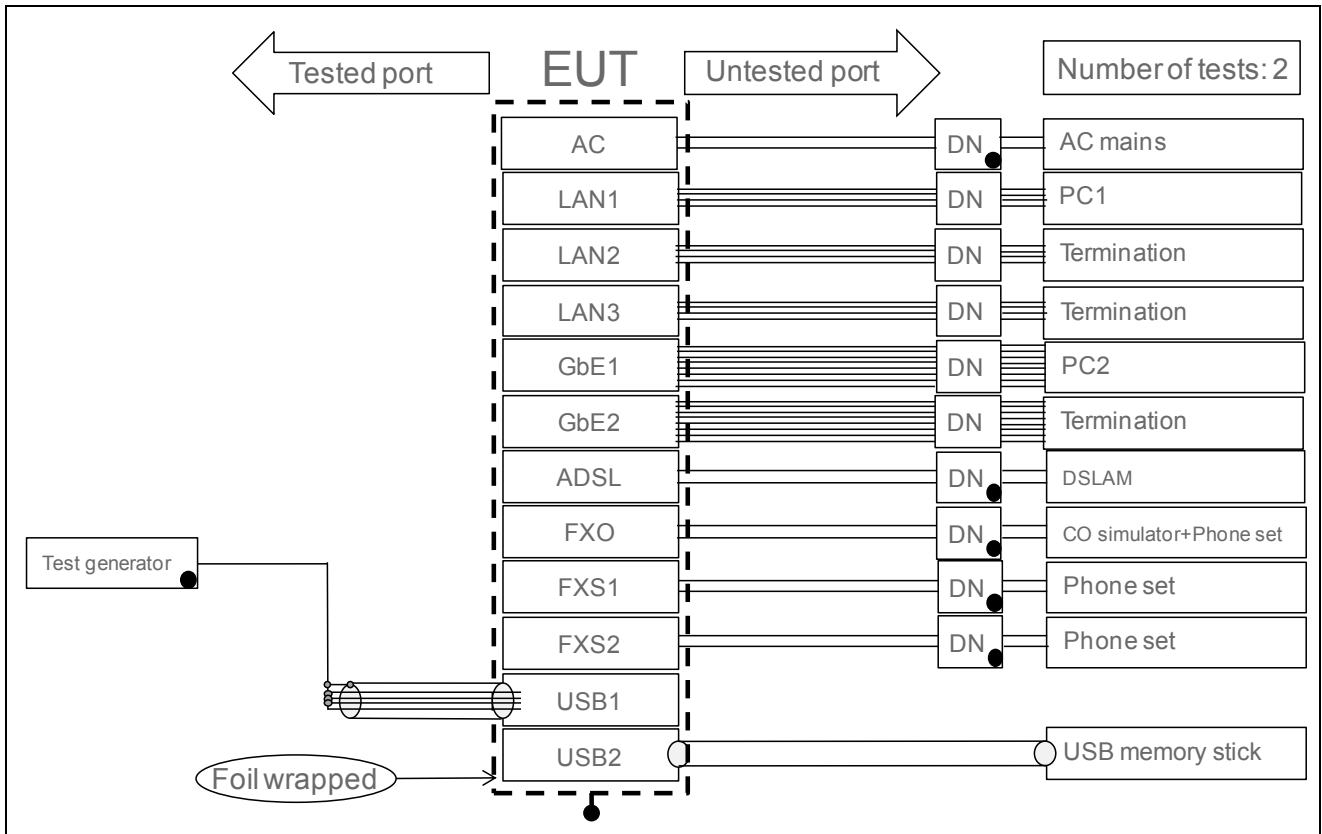 Tested port
EUT
Untested port
Number of tests: 2
AC
DN
AC mains
LAN1
DN
PC1
LAN2
DN
Termination
LAN3
DN
Termination
GbE1
DN
PC2
GbE2
DN
Termination
ADSL
DN
DSLAM
FXO
DN
CO simulator+Phone set
Test generator
FXS1
DN
Phone set
FXS2
DN
Phone set
USB1
USB2
USB memory stick
Foil wrapped